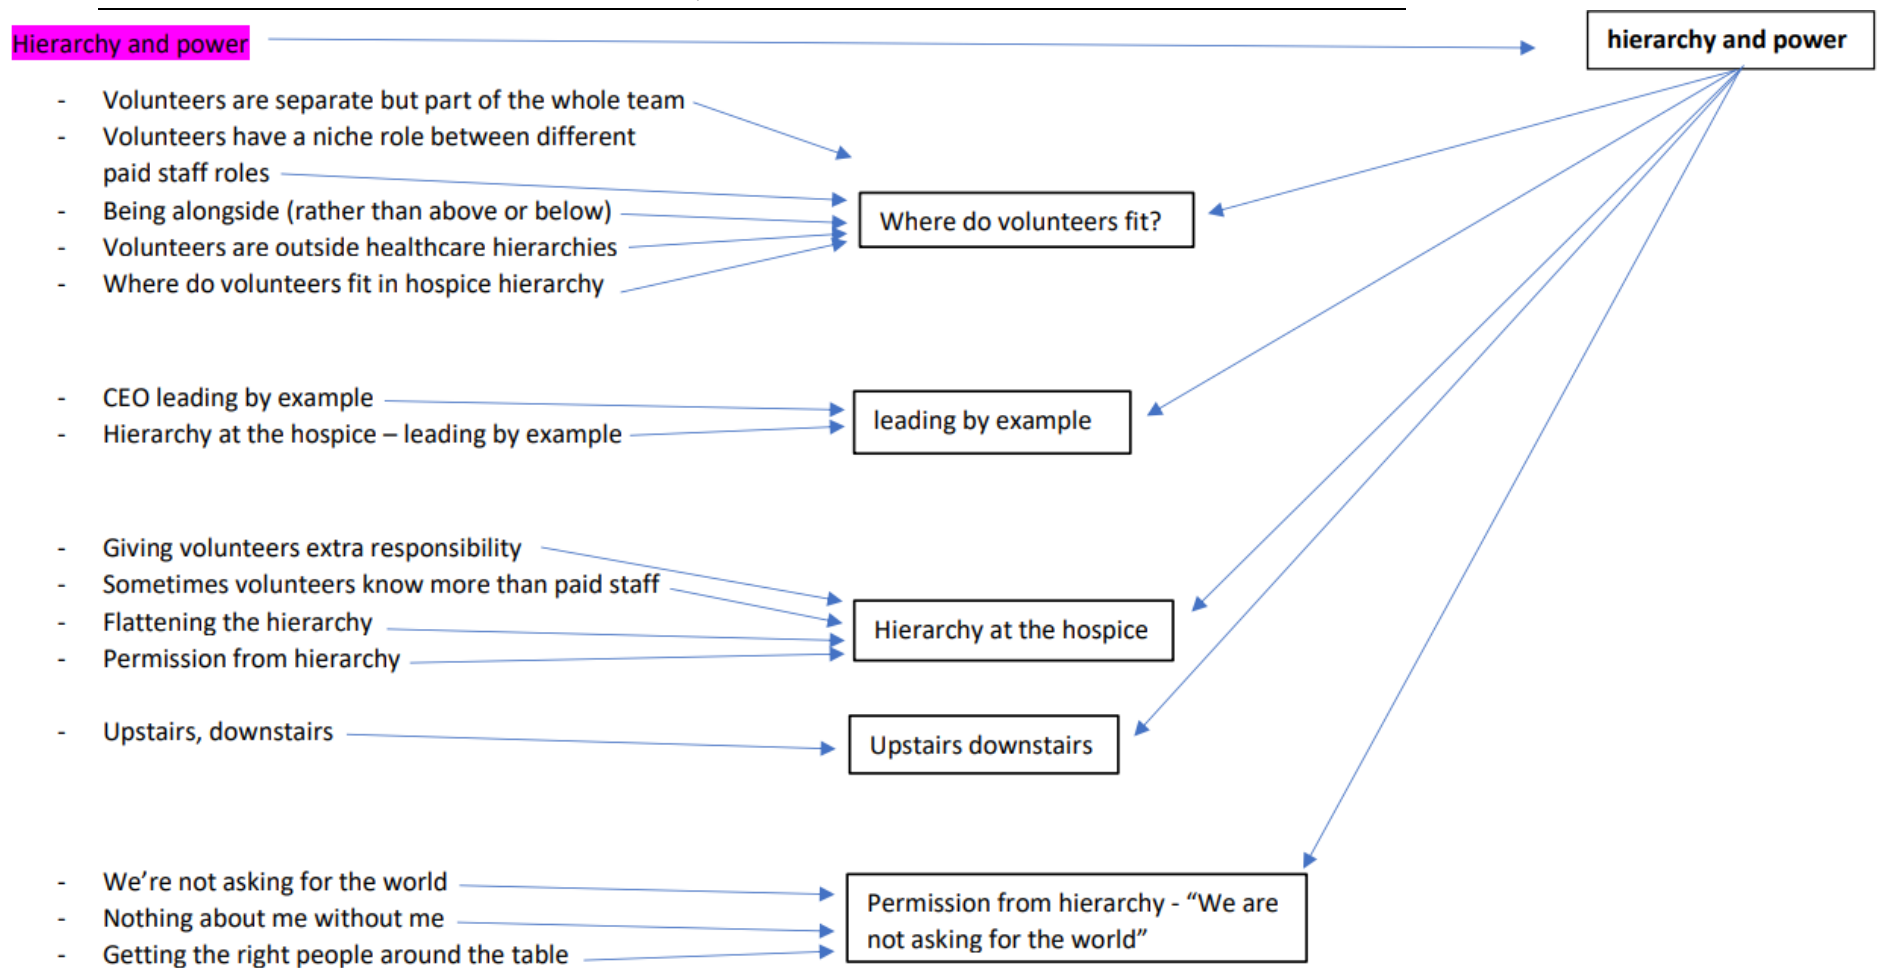 Hierarchy and power
hierarchy and power
- Volunteers are separate but part of the whole team
- Volunteers have a niche role between different
paid staff roles
- Being alongside (rather than above or below)
- Volunteers are outside healthcare hierarchies
- Where do volunteers fit in hospice hierarchy
Where do volunteers fit?
- CEO leading by example
- Hierarchy at the hospice – leading by example
leading by example
- Giving volunteers extra responsibility
- Sometimes volunteers know more than paid staff
- Flattening the hierarchy
- Permission from hierarchy
Hierarchy at the hospice
- Upstairs, downstairs
Upstairs downstairs
- We’re not asking for the world
- Nothing about me without me
- Getting the right people around the table
Permission from hierarchy - “We are
not asking for the world”